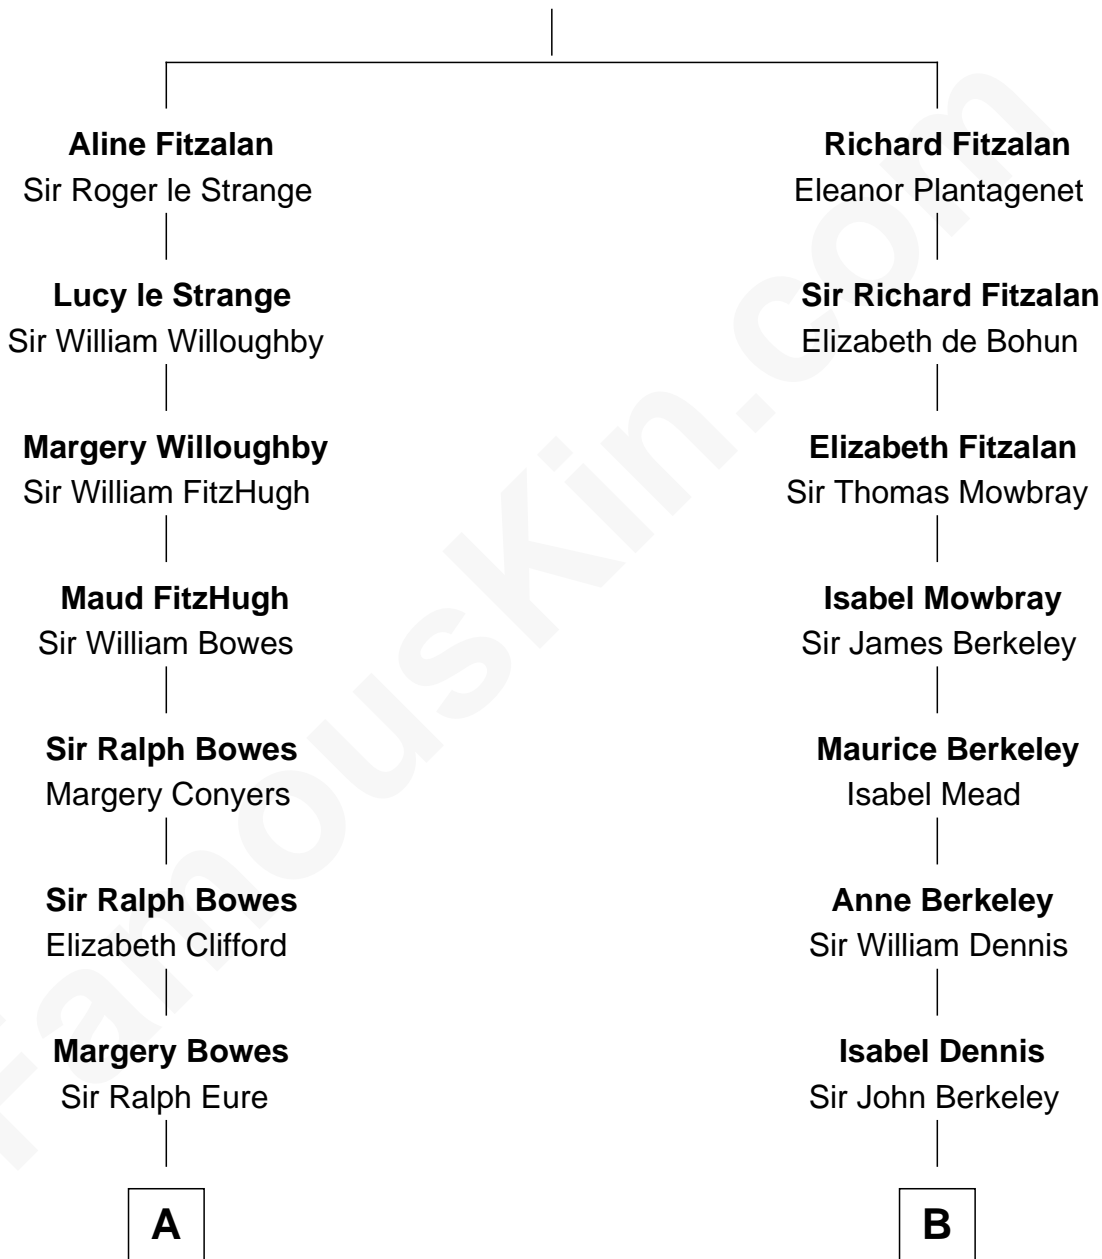 Aline Fitzalan
Sir Roger le Strange
Lucy le Strange
Sir William Willoughby
Margery Willoughby
Sir William FitzHugh
Maud FitzHugh
Sir William Bowes
Sir Ralph Bowes
Margery Conyers
Sir Ralph Bowes
Elizabeth Clifford
Margery Bowes
Sir Ralph Eure
A
Richard Fitzalan
Eleanor Plantagenet
Sir Richard Fitzalan
Elizabeth de Bohun
Elizabeth Fitzalan
Sir Thomas Mowbray
Isabel Mowbray
Sir James Berkeley
Maurice Berkeley
Isabel Mead
Anne Berkeley
Sir William Dennis
Isabel Dennis
Sir John Berkeley
B
FamousKin.com